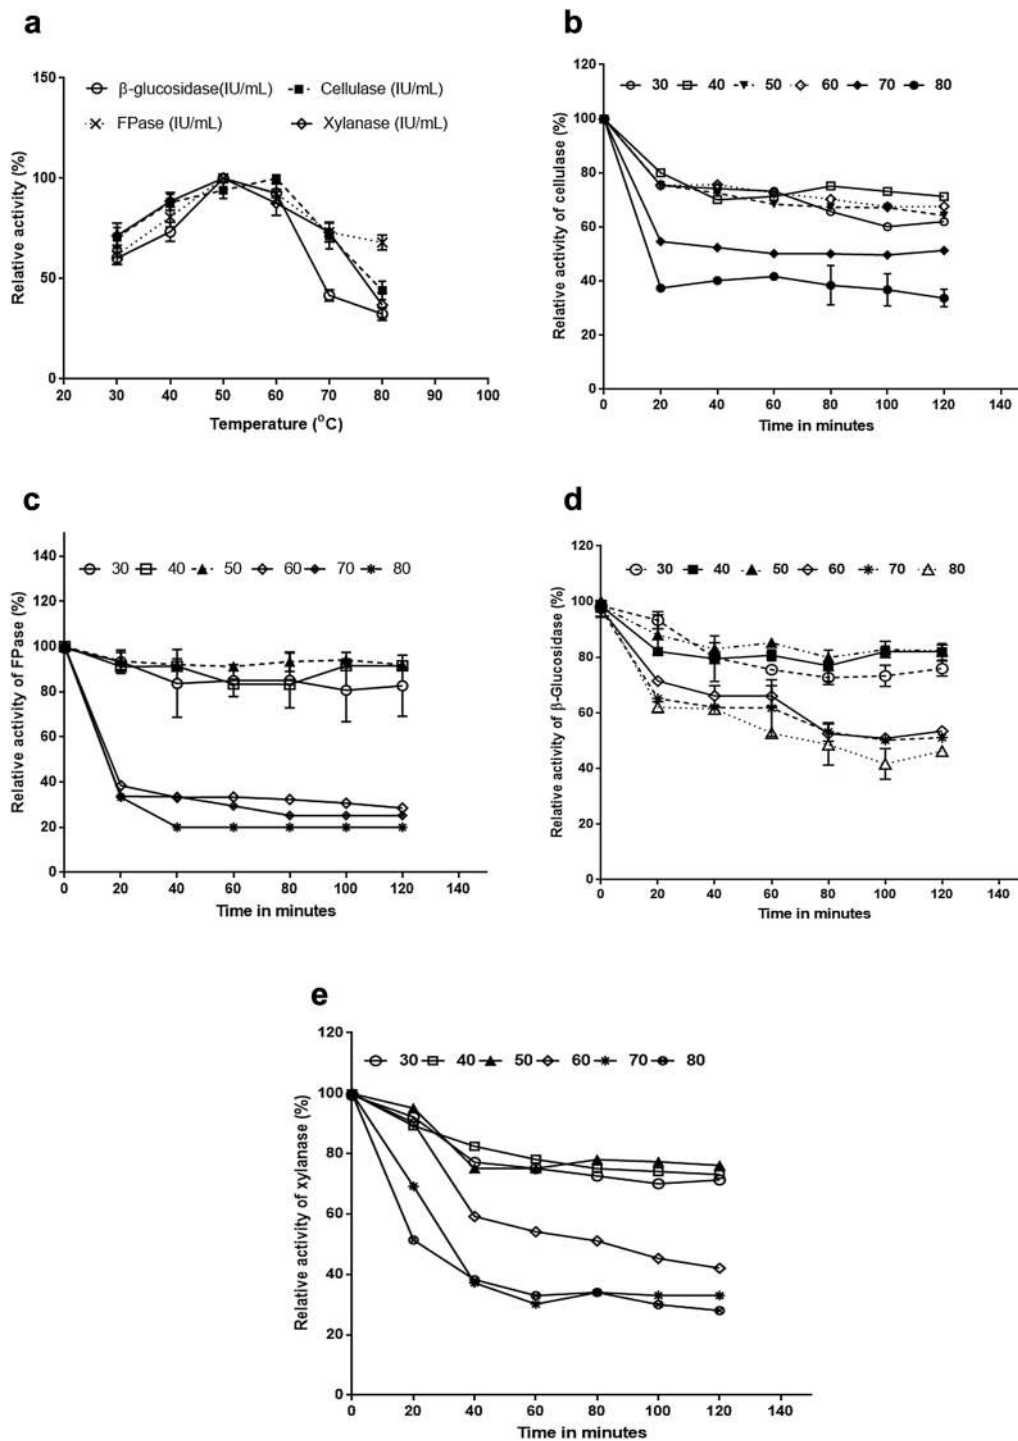 a
150
100
50
0
20
30
40
50
60
70
80
90
100
Relative activity (%)
Temperature (°C)
β-glucosidase(IU/mL)
Cellulase (IU/mL)
FPase (IU/mL)
Xylanase (IU/mL)
b
30 40 50 60 70 80
120
100
80
60
40
20
0
0 20 40 60 80 100 120 140
Relative activity of cellulase (%)
Time in minutes
c
30 40 50 60 70 80
140
120
100
80
60
40
20
0
0 20 40 60 80 100 120 140
Relative activity of FPase (%)
Time in minutes
d
30 40 50 60 70 80
120
100
80
60
40
20
0
0 20 40 60 80 100 120 140
Relative activity of β-Glucosidase (%)
Time in minutes
e
30 40 50 60 70 80
120
100
80
60
40
20
0
0 20 40 60 80 100 120 140
Relative activity of xylanase (%)
Time in minutes